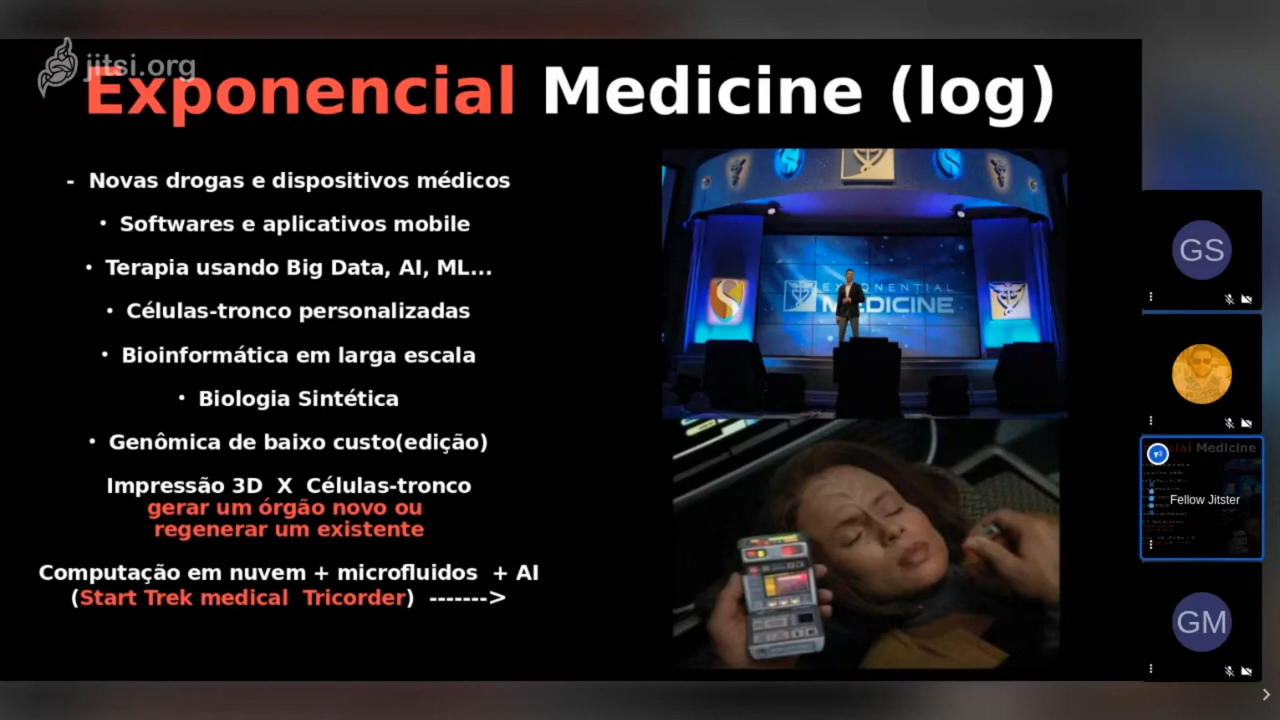 jitsi.org
Exponencial Medicine (log)
- Novas drogas e dispositivos médicos
• Softwares e aplicativos mobile
• Terapia usando Big Data, AI, ML...
• Células-tronco personalizadas
• Bioinformática em larga escala
• Biologia Sintética
• Genômica de baixo custo(edição)
Impressão 3D X Células-tronco
gerar um órgão novo ou
regenerar um existente
Computação em nuvem + microfluidos + AI
(Start Trek medical Tricorder) ------->
EXPONENTIAL
MEDICINE
GS
Medicine
Fellow Jitster
GM